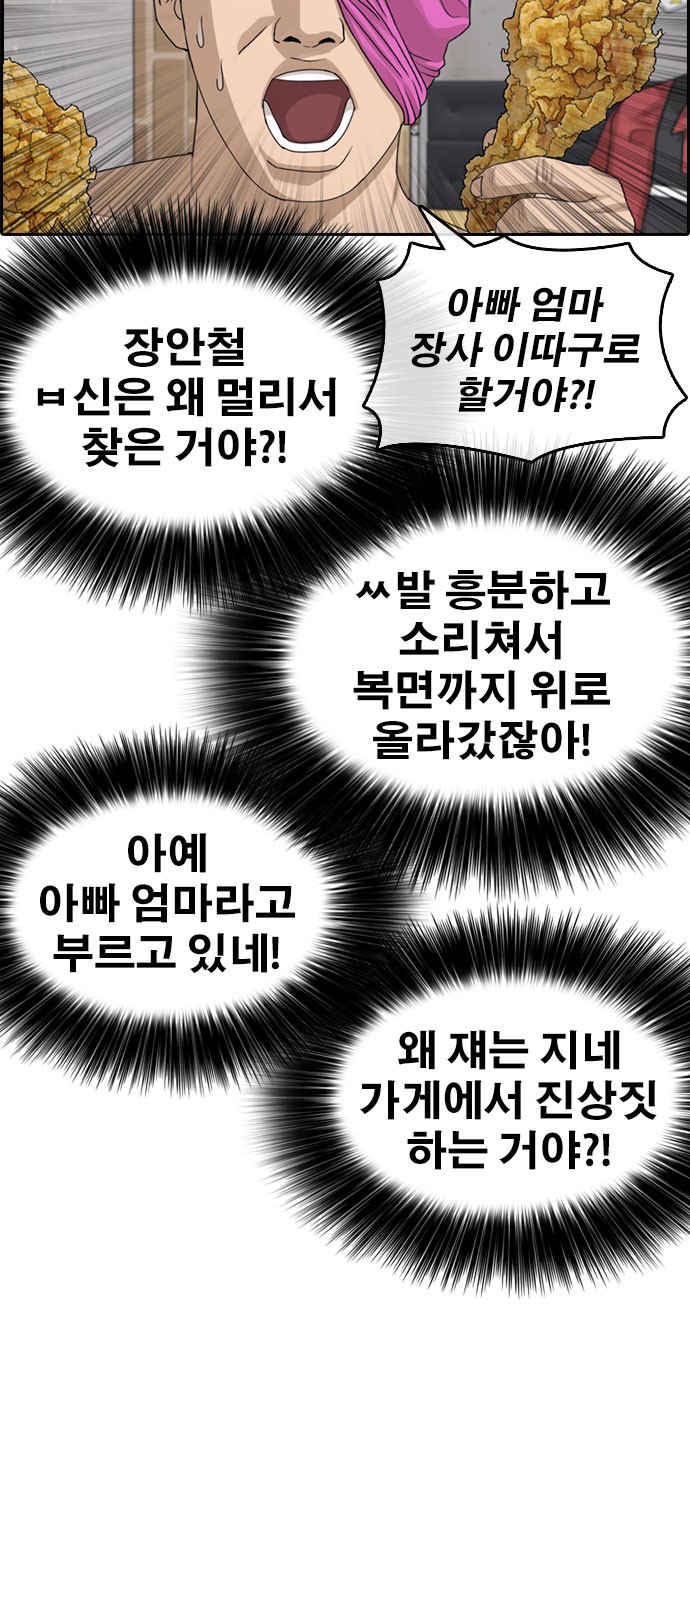 아빠 엄마
장사 이따구로
할거야?!
장안철
ㅂ신은 왜 멀리서
찾은 거야?!
ㅆ발 흥분하고
소리쳐서
복면까지 위로
올라갔잖아!
아예
아빠 엄마라고
부르고 있네!
왜 쟤는 지네
가게에서 진상짓
하는 거야?!